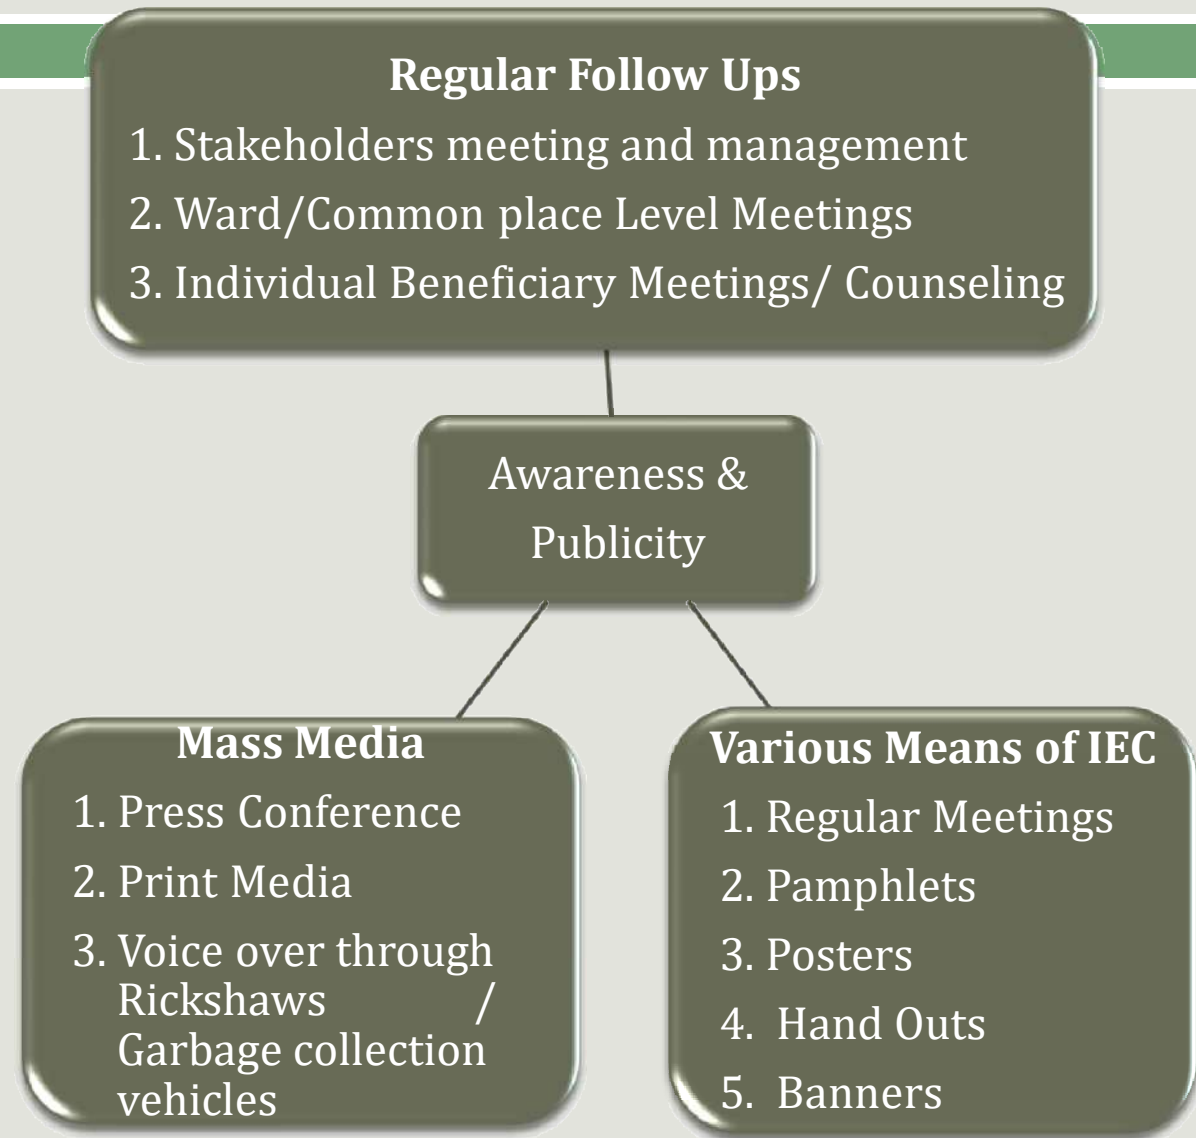 Regular Follow Ups
1. Stakeholders meeting and management
2. Ward/Common place Level Meetings
3. Individual Beneficiary Meetings/ Counseling
Awareness &
Publicity
Mass Media
1. Press Conference
2. Print Media
3. Voice over through
Rickshaws /
Garbage collection
vehicles
Various Means of IEC
1. Regular Meetings
2. Pamphlets
3. Posters
4. Hand Outs
5. Banners